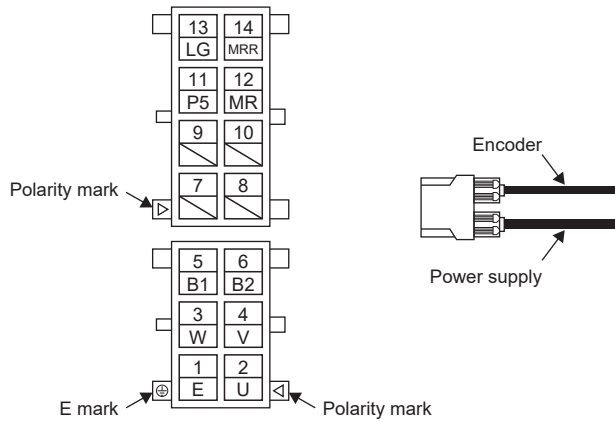 13 14
LG MRR
11 12
P5 MR
9 10
7 8
Polarity mark
5 6
B1 B2
3 4
W V
1 2
E U
E mark
Polarity mark
Encoder
Power supply